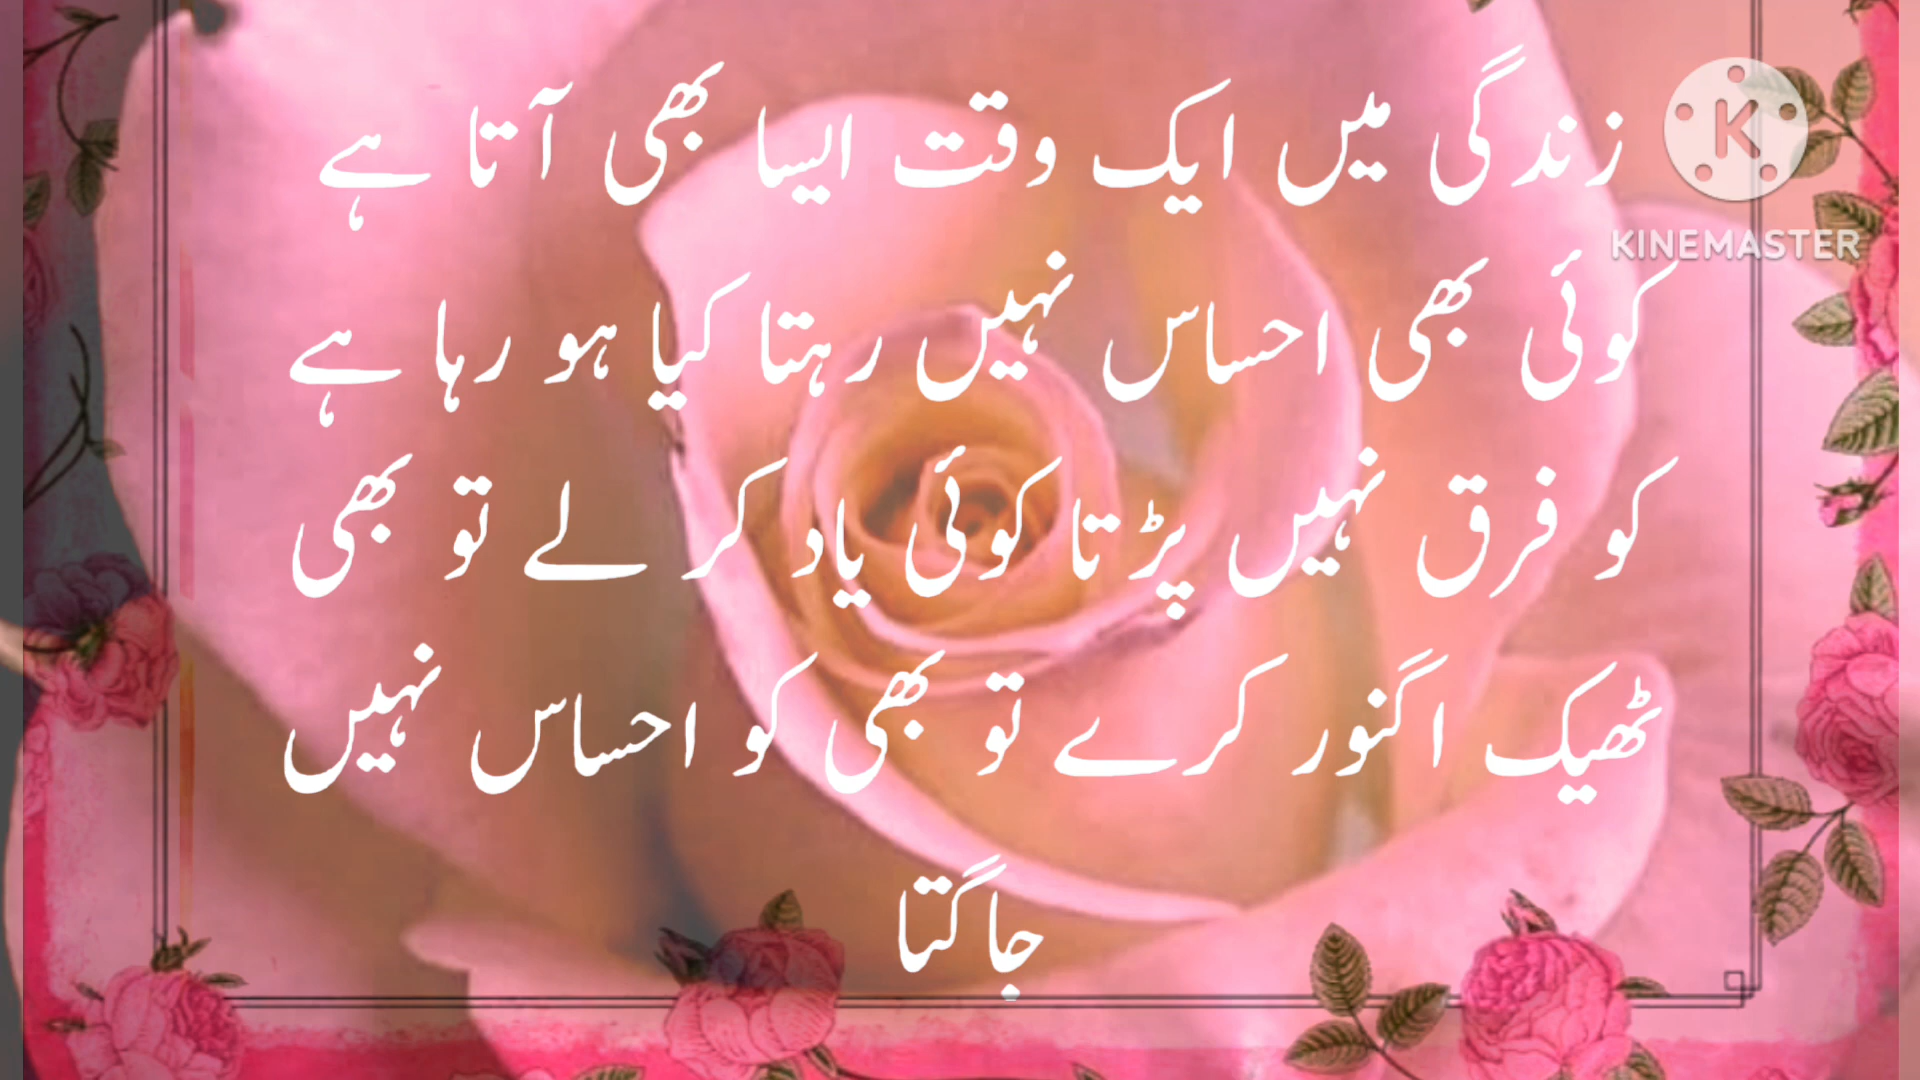 زندگی میں ایک وقت ایسا بھی آتا ہے
کوئی بھی احساس نہیں رہتا کیا ہو رہا ہے
کو فرق نہیں پڑتا کوئی یاد کر لے تو بھی
ٹھیک اگنور کرے تو بھی کو احساس نہیں
جاگتا
K
KINEMASTER